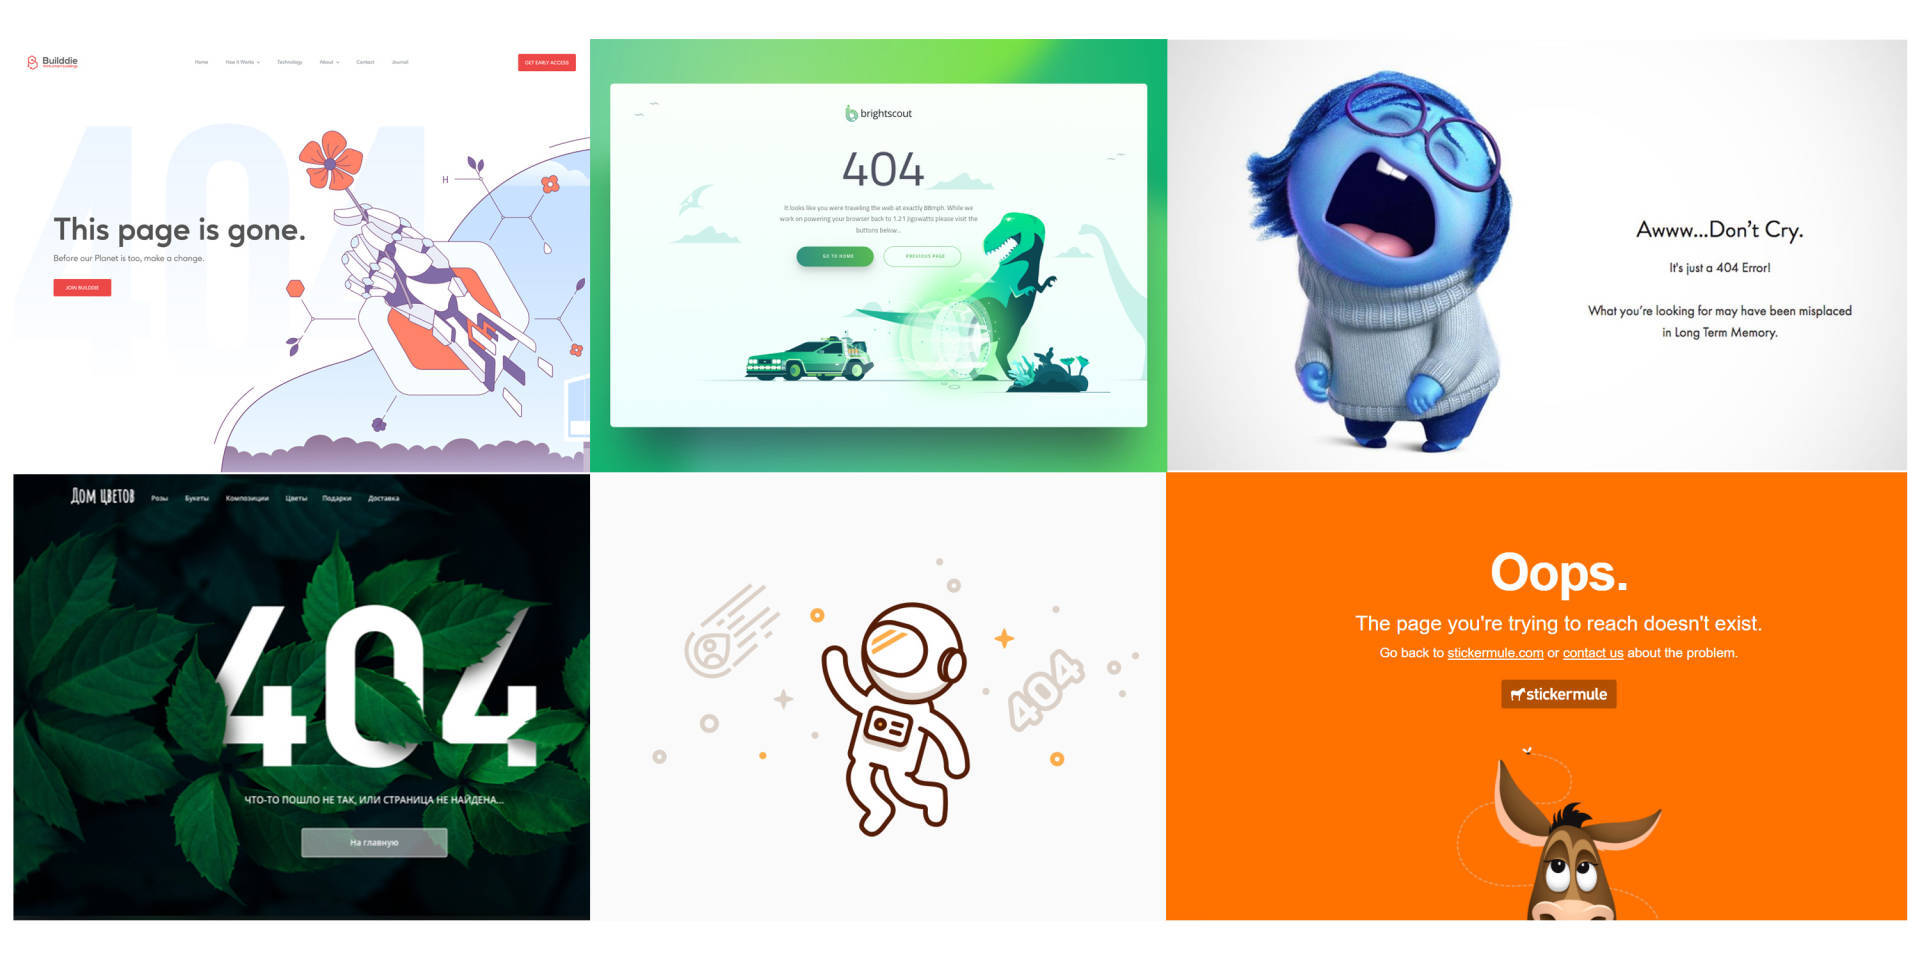 Builddie
Home How It Works Technology About Contact Journal
GET EARLY ACCESS
404
This page is gone.
Before our Planet is too, make a change.
JOIN BUILDDIE
H
brightscout
404
It looks like you were traveling the web at exactly 88mph. While we
work on powering your browser back to 1.21 jigowatts please visit the
buttons below...
GO TO HOME PREVIOUS PAGE
Awww...Don't Cry.
It's just a 404 Error!
What you're looking for may have been misplaced
in Long Term Memory.
Дом цветов Розы Букеты Композиции Цветы Подарки Доставка
404
ЧТО-ТО ПОШЛО НЕ ТАК, ИЛИ СТРАНИЦА НЕ НАЙДЕНА...
На главную
404
Oops.
The page you're trying to reach doesn't exist.
Go back to stickermule.com or contact us about the problem.
stickermule